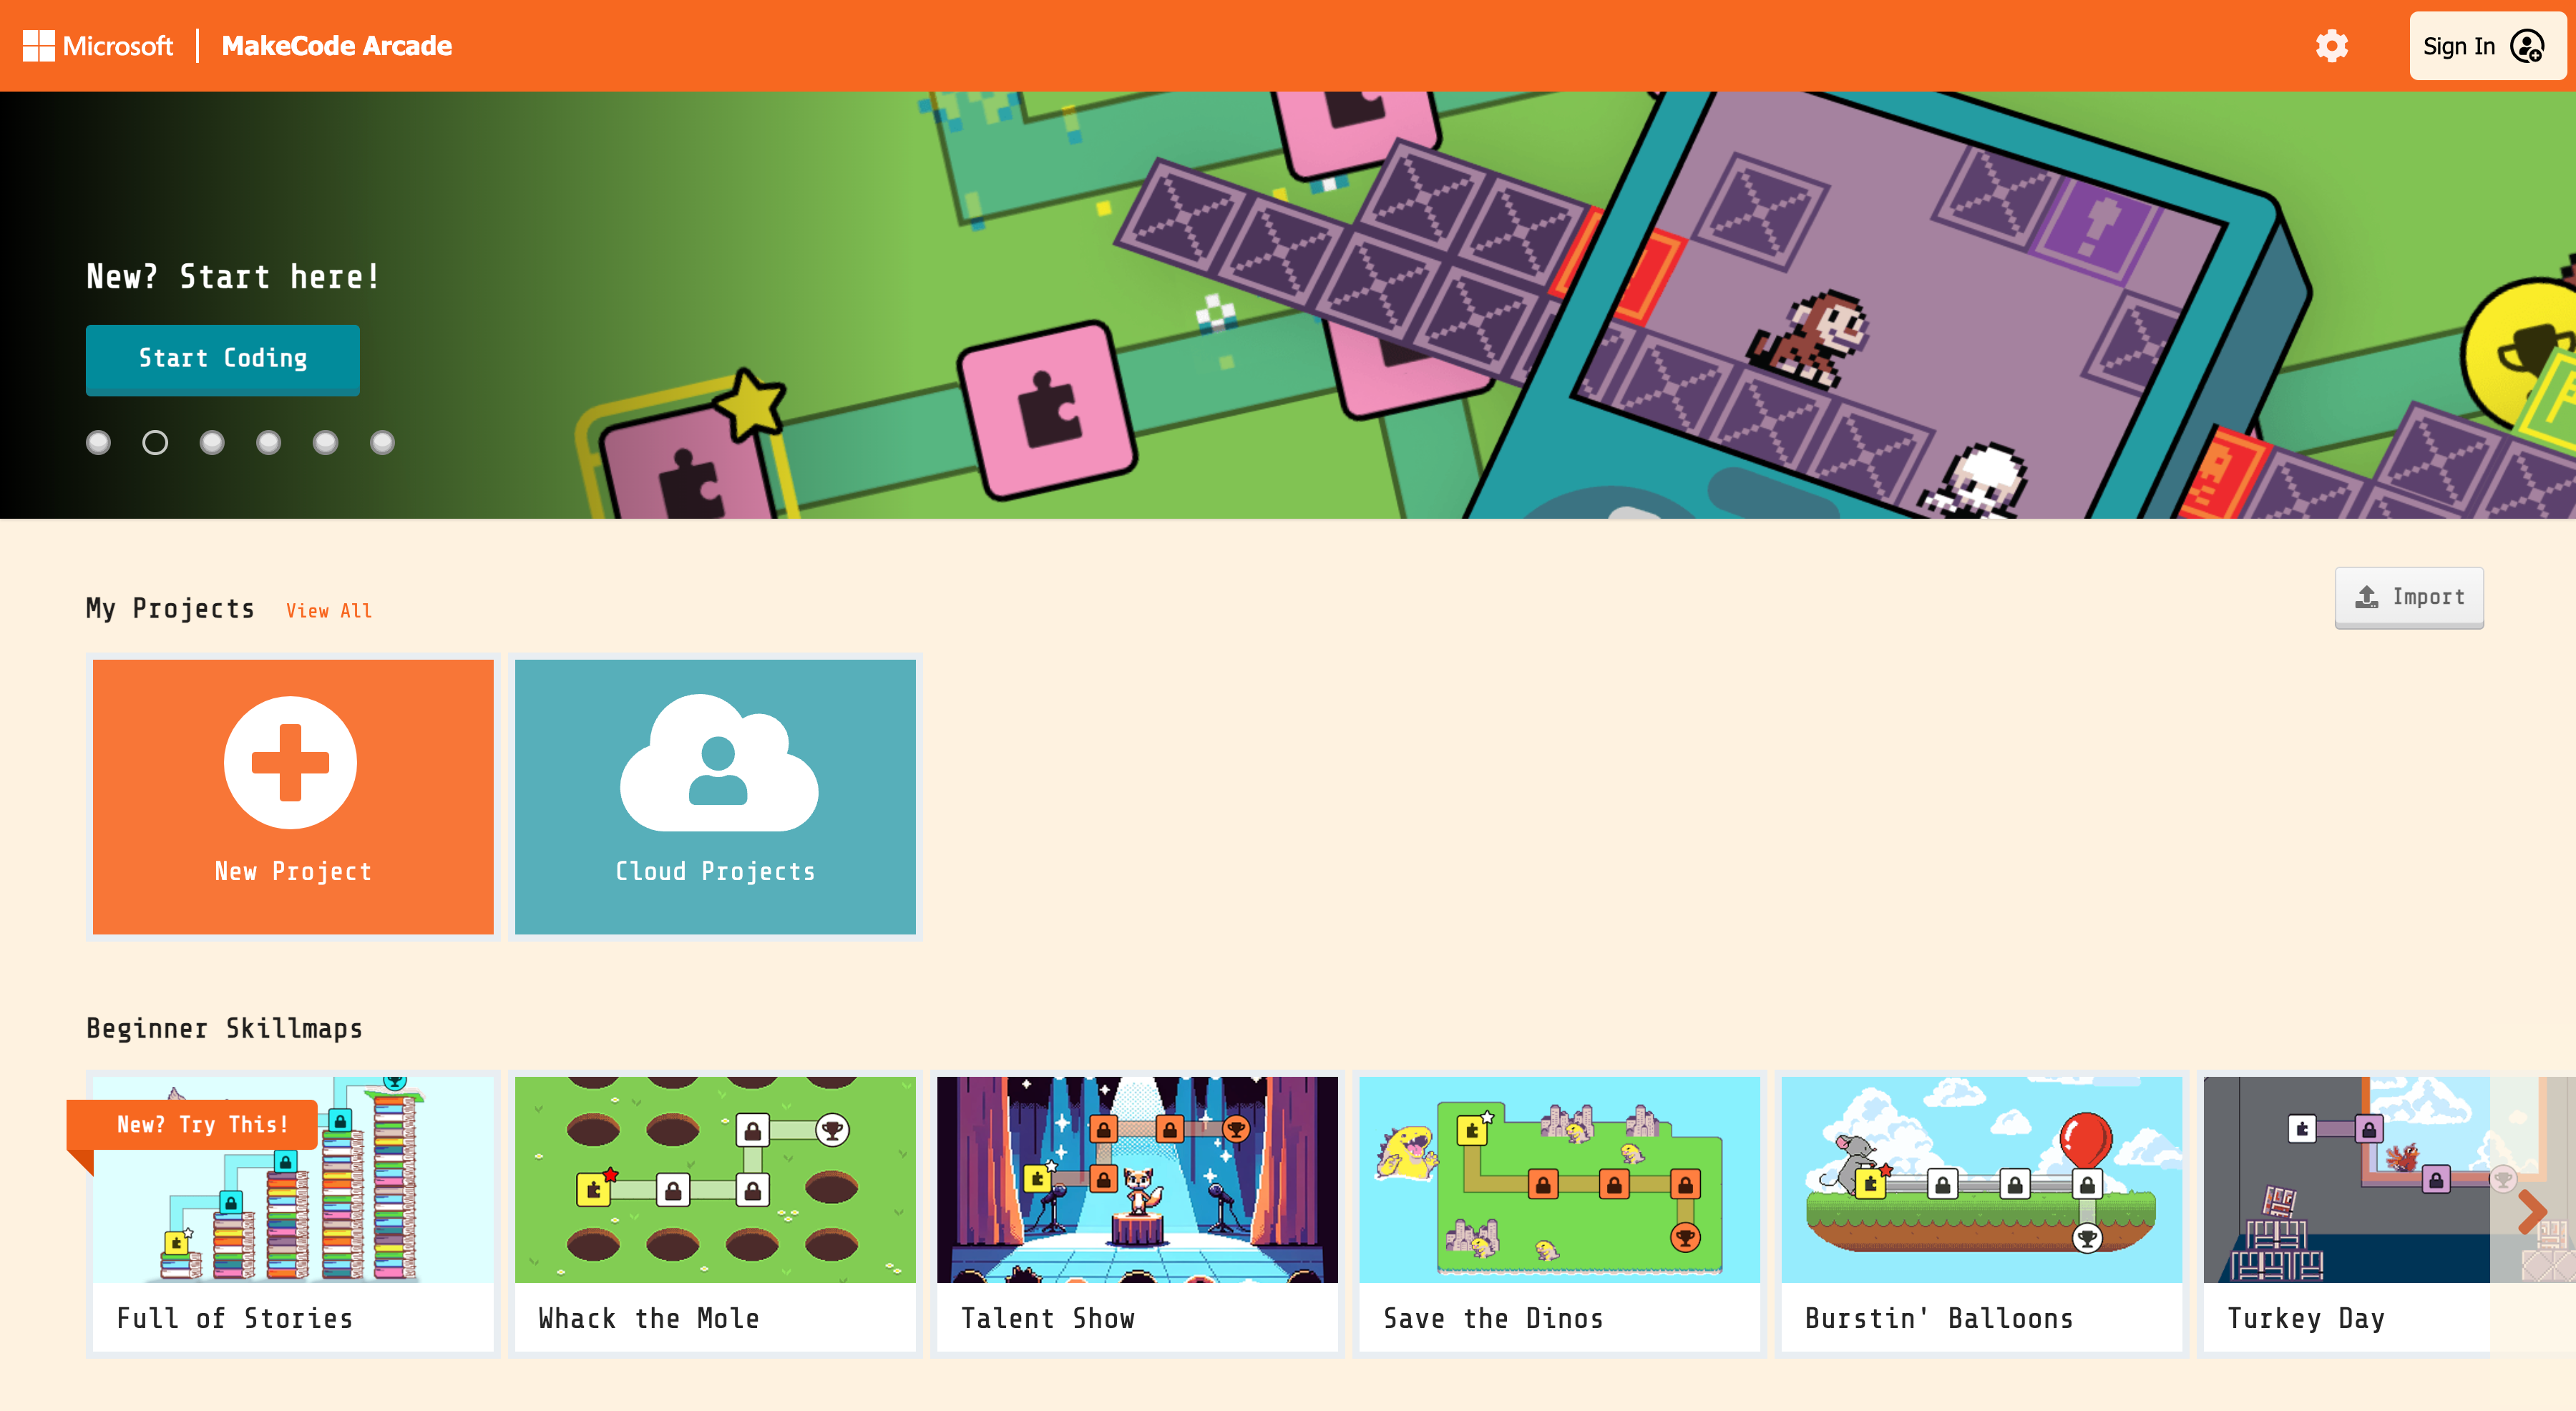 Microsoft
MakeCode Arcade
Sign In
New? Start here!
Start Coding
My Projects
View All
Import
New Project
Cloud Projects
Beginner Skillmaps
New? Try This!
Full of Stories
Whack the Mole
Talent Show
Save the Dinos
Burstin' Balloons
Turkey Day